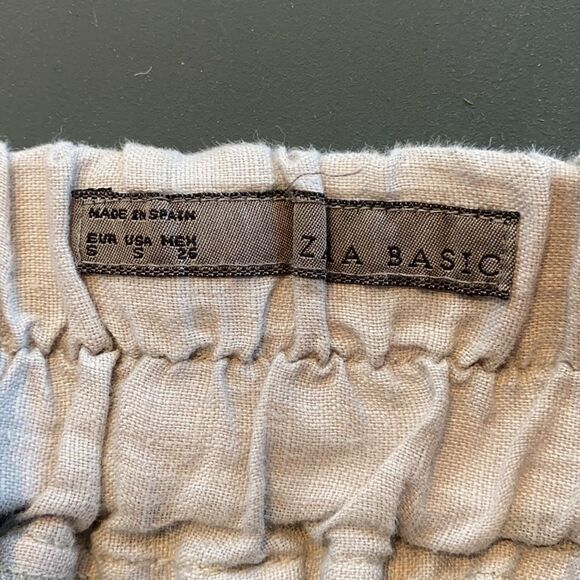 MADE IN SPAIN
EUR USA MEX
S S 26
ZAA BASIC